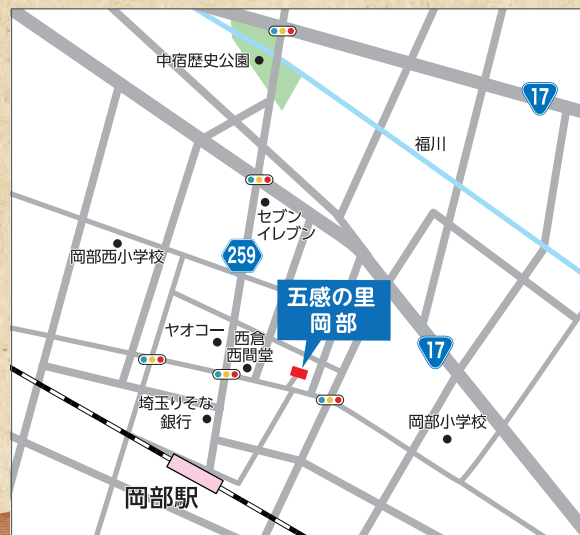 中宿歴史公園
17
福川
セブン
イレブン
岡部西小学校
259
五感の里
岡部
ヤオコー
西倉
西間堂
17
埼玉りそな
銀行
岡部小学校
岡部駅